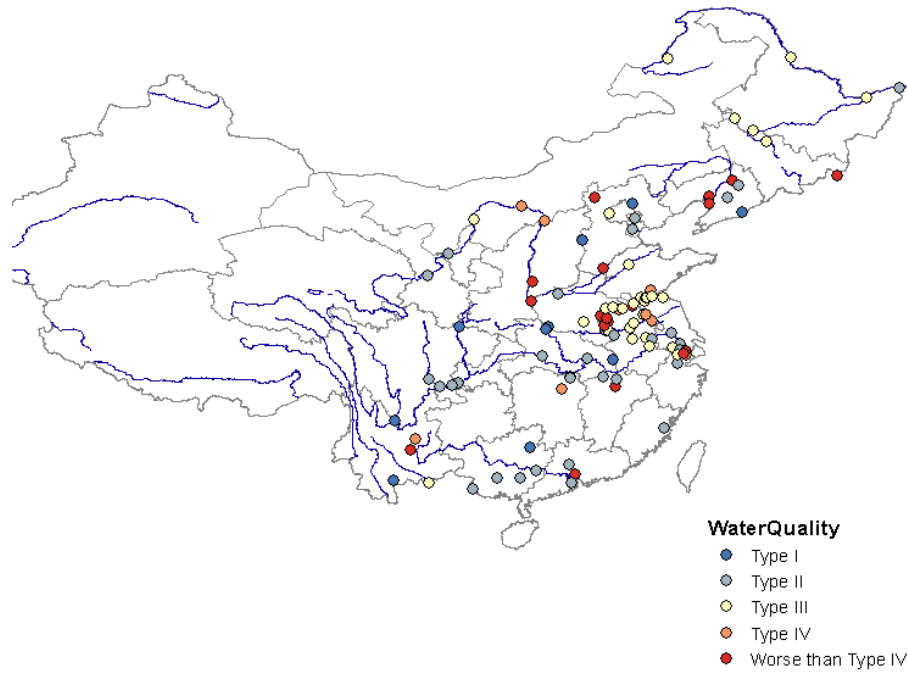 WaterQuality
Type I
Type II
Type III
Type IV
Worse than Type IV